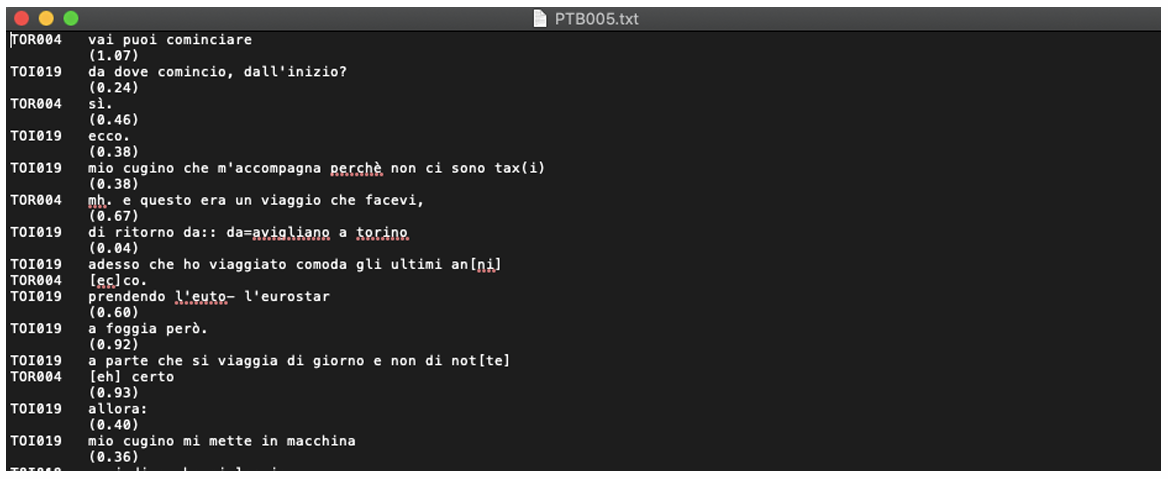 PTB005.txt
TOR004 vai puoi cominciare
(1.07)
TOI019 da dove comincio, dall'inizio?
(0.24)
TOR004 sì.
(0.46)
TOI019 ecco.
(0.38)
TOI019 mio cugino che m'accompagna perchè non ci sono tax(i)
(0.38)
TOR004 mh. e questo era un viaggio che facevi,
(0.67)
TOI019 di ritorno da:: da=avigliano a torino
(0.04)
TOI019 adesso che ho viaggiato comoda gli ultimi an[ni]
TOR004 [ec]co.
TOI019 prendendo l'euto– l'eurostar
(0.60)
TOI019 a foggia però.
(0.92)
TOI019 a parte che si viaggia di giorno e non di not[te]
TOR004 [eh] certo
(0.93)
TOI019 allora:
(0.40)
TOI019 mio cugino mi mette in macchina
(0.36)